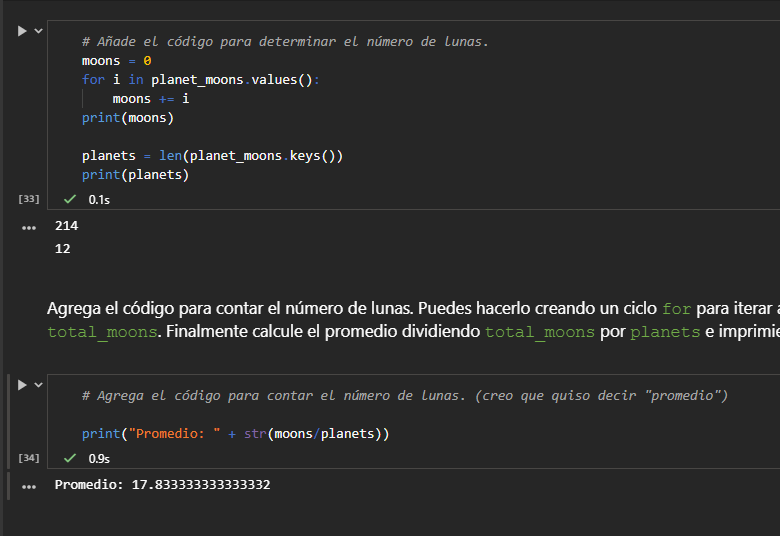 # Añade el código para determinar el número de lunas.
moons = 0
for i in planet_moons.values():
    moons += i
print(moons)
planets = len(planet_moons.keys())
print(planets)
[33] 0.1s
214
12
Agrega el código para contar el número de lunas. Puedes hacerlo creando un ciclo for para iterar a
total_moons. Finalmente calcule el promedio dividiendo total_moons por planets e imprimie
# Agrega el código para contar el número de lunas. (creo que quiso decir "promedio")
print("Promedio: " + str(moons/planets))
[34] 0.9s
Promedio: 17.833333333333332